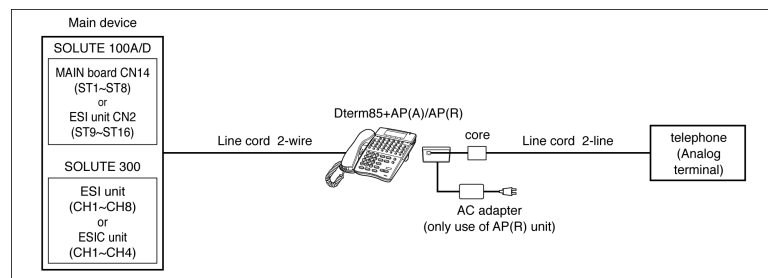 Main device
SOLUTE 100A/D
MAIN board CN14
(ST1~ST8)
or
ESI unit CN2
(ST9~ST16)
SOLUTE 300
ESI unit
(CH1~CH8)
or
ESIC unit
(CH1~CH4)
Line cord 2-wire
Dterm85+AP(A)/AP(R)
core
AC adapter
(only use of AP(R) unit)
Line cord 2-line
telephone
(Analog
terminal)